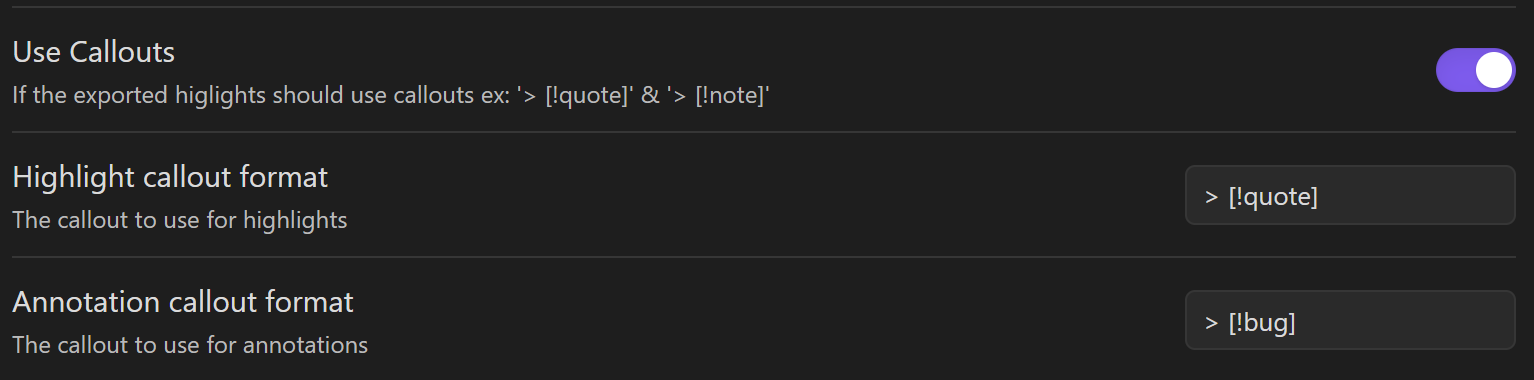 Use Callouts
If the exported higlights should use callouts ex: '> [!quote]' & '> [!note]'
Highlight callout format
The callout to use for highlights
> [!quote]
Annotation callout format
The callout to use for annotations
> [!bug]